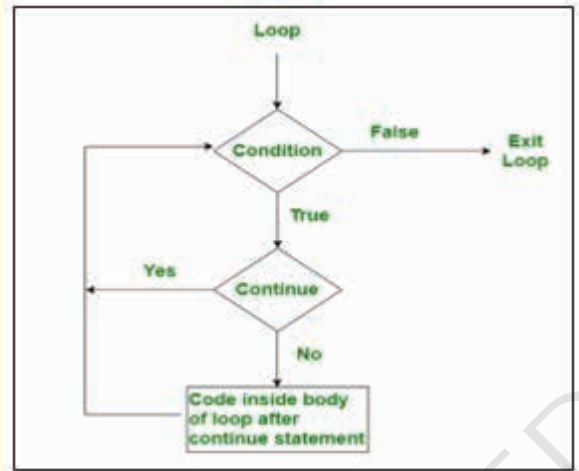 Loop
Condition
False
Exit
Loop
True
Yes
Continue
No
Code inside body
of loop after
continue statement